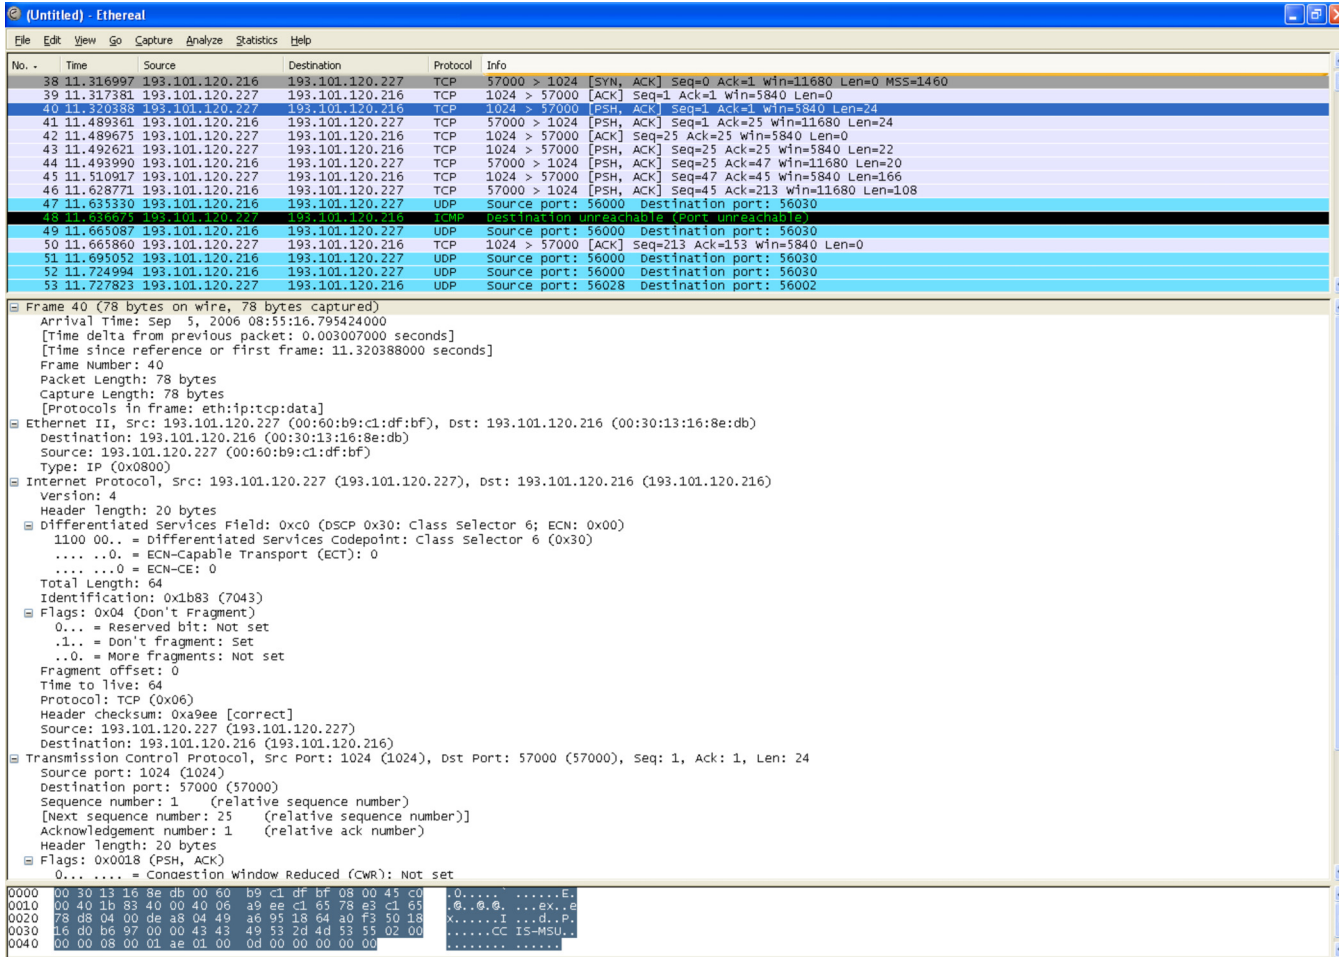 (Untitled) - Ethereal
File Edit View Go Capture Analyze Statistics Help
No. - Time Source Destination Protocol Info
38 11.316997 193.101.120.216 193.101.120.227 TCP 57000 > 1024 [SYN, ACK] Seq=0 Ack=1 Win=11680 Len=0 MSS=1460
39 11.317381 193.101.120.227 193.101.120.216 TCP 1024 > 57000 [ACK] Seq=1 Ack=1 Win=5840 Len=0
40 11.320388 193.101.120.227 193.101.120.216 TCP 1024 > 57000 [PSH, ACK] Seq=1 Ack=1 Win=5840 Len=24
41 11.489361 193.101.120.216 193.101.120.227 TCP 57000 > 1024 [PSH, ACK] Seq=1 Ack=25 Win=11680 Len=24
42 11.489675 193.101.120.227 193.101.120.216 TCP 1024 > 57000 [ACK] Seq=25 Ack=25 Win=5840 Len=0
43 11.492621 193.101.120.227 193.101.120.216 TCP 1024 > 57000 [PSH, ACK] Seq=25 Ack=25 Win=5840 Len=22
44 11.493990 193.101.120.216 193.101.120.227 TCP 57000 > 1024 [PSH, ACK] Seq=25 Ack=47 Win=11680 Len=20
45 11.510917 193.101.120.227 193.101.120.216 TCP 1024 > 57000 [PSH, ACK] Seq=47 Ack=45 Win=5840 Len=166
46 11.628771 193.101.120.216 193.101.120.227 TCP 57000 > 1024 [PSH, ACK] Seq=45 Ack=213 Win=11680 Len=108
47 11.635330 193.101.120.216 193.101.120.227 UDP Source port: 56000 Destination port: 56030
48 11.636675 193.101.120.227 193.101.120.216 ICMP Destination unreachable (Port unreachable)
49 11.665087 193.101.120.216 193.101.120.227 UDP Source port: 56000 Destination port: 56030
50 11.665860 193.101.120.227 193.101.120.216 TCP 1024 > 57000 [ACK] Seq=213 Ack=153 Win=5840 Len=0
51 11.695052 193.101.120.216 193.101.120.227 UDP Source port: 56000 Destination port: 56030
52 11.724994 193.101.120.216 193.101.120.227 UDP Source port: 56000 Destination port: 56030
53 11.727823 193.101.120.227 193.101.120.216 UDP Source port: 56028 Destination port: 56002
Frame 40 (78 bytes on wire, 78 bytes captured)
Arrival Time: Sep 5, 2006 08:55:16.795424000
[Time delta from previous packet: 0.003007000 seconds]
[Time since reference or first frame: 11.320388000 seconds]
Frame Number: 40
Packet Length: 78 bytes
Capture Length: 78 bytes
[Protocols in frame: eth:ip:tcp:data]
Ethernet II, Src: 193.101.120.227 (00:60:b9:c1:df:bf), Dst: 193.101.120.216 (00:30:13:16:8e:db)
Destination: 193.101.120.216 (00:30:13:16:8e:db)
Source: 193.101.120.227 (00:60:b9:c1:df:bf)
Type: IP (0x0800)
Internet Protocol, Src: 193.101.120.227 (193.101.120.227), Dst: 193.101.120.216 (193.101.120.216)
Version: 4
Header length: 20 bytes
Differentiated Services Field: 0xc0 (DSCP 0x30: Class Selector 6; ECN: 0x00)
1100 00.. = Differentiated Services Codepoint: Class Selector 6 (0x30)
.... ..0. = ECN-Capable Transport (ECT): 0
.... ...0 = ECN-CE: 0
Total Length: 64
Identification: 0x1b83 (7043)
Flags: 0x04 (Don't Fragment)
0... = Reserved bit: Not set
.1.. = Don't fragment: Set
..0. = More fragments: Not set
Fragment offset: 0
Time to live: 64
Protocol: TCP (0x06)
Header checksum: 0xa9ee [correct]
Source: 193.101.120.227 (193.101.120.227)
Destination: 193.101.120.216 (193.101.120.216)
Transmission Control Protocol, Src Port: 1024 (1024), Dst Port: 57000 (57000), Seq: 1, Ack: 1, Len: 24
Source port: 1024 (1024)
Destination port: 57000 (57000)
Sequence number: 1 (relative sequence number)
[Next sequence number: 25 (relative sequence number)]
Acknowledgement number: 1 (relative ack number)
Header length: 20 bytes
Flags: 0x0018 (PSH, ACK)
0... .... = Congestion Window Reduced (CWR): Not set
0000 00 30 13 16 8e db 00 60 b9 c1 df bf 08 00 45 c0 .0.....` ......E.
0010 00 40 1b 83 40 00 40 06 a9 ee c1 65 78 e3 c1 65 .@..@.@. ...ex..e
0020 78 d8 04 00 de a8 04 49 a6 95 18 64 a0 f3 50 18 x......I ...d..P.
0030 16 d0 b6 97 00 00 43 43 49 53 2d 4d 53 55 02 00 ......CC IS-MSU..
0040 00 00 08 00 01 ae 01 00 0d 00 00 00 00 00 ........ ......